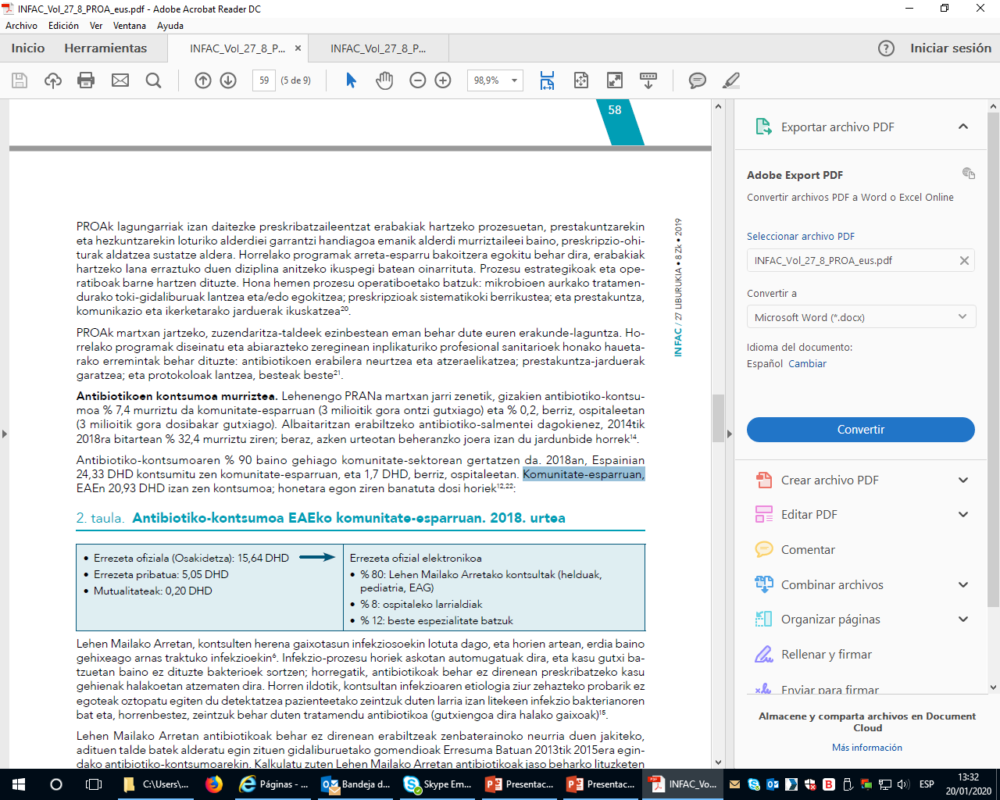 INFAC_Vol_27_8_PROA_eus.pdf - Adobe Acrobat Reader DC
Archivo Edición Ver Ventana Ayuda
Inicio Herramientas INFAC_Vol_27_8_P... × INFAC_Vol_27_8_P... Iniciar sesión
59 (5 de 9) 98,9%
58
PROAk lagungarriak izan daitezke preskribatzaileentzat erabakiak hartzeko prozesuetan, prestakuntzarekin
eta hezkuntzarekin loturiko alderdiei garrantzi handiagoa emanik alderdi murriztaileei baino, preskripzio-ohi-
turak aldatzea sustatze aldera. Horrelako programak arreta-esparru bakoitzera egokitu behar dira, erabakiak
hartzeko lana erraztuko duen diziplina anitzeko ikuspegi batean oinarrituta. Prozesu estrategikoak eta ope-
ratiboak barne hartzen dituzte. Hona hemen prozesu operatiboetako batzuk: mikrobioen aurkako tratamen-
durako toki-gidaliburuak lantzea eta/edo egokitzea; preskripzioak sistematikoki berrikustea; eta prestakuntza,
komunikazio eta ikerketarako jarduerak ikuskatzea²⁰.
PROAk martxan jartzeko, zuzendaritza-taldeek ezinbestean eman behar dute euren erakunde-laguntza. Ho-
rrelako programak diseinatu eta abiarazteko zereginean inplikaturiko profesional sanitarioek honako haueta-
rako erremintak behar dituzte: antibiotikoen erabilera neurtzea eta atzeraelikatzea; prestakuntza-jarduerak
garatzea; eta protokoloak lantzea, besteak beste²¹.
Antibiotikoen kontsumoa murriztea. Lehenengo PRANa martxan jarri zenetik, gizakien antibiotiko-kontsu-
moa % 7,4 murriztu da komunitate-esparruan (3 milioitik gora ontzi gutxiago) eta % 0,2, berriz, ospitaleetan
(3 milioitik gora dosibakar gutxiago). Albaitaritzan erabiltzeko antibiotiko-salmentei dagokienez, 2014tik
2018ra bitartean % 32,4 murriztu ziren; beraz, azken urteotan beheranzko joera izan du jardunbide horrek¹⁴.
Antibiotiko-kontsumoaren % 90 baino gehiago komunitate-sektorean gertatzen da. 2018an, Espainian
24,33 DHD kontsumitu zen komunitate-esparruan, eta 1,7 DHD, berriz, ospitaleetan. Komunitate-esparruan,
EAEn 20,93 DHD izan zen kontsumoa; honetara egon ziren banatuta dosi horiek¹²,²²:
2. taula. Antibiotiko-kontsumoa EAEko komunitate-esparruan. 2018. urtea
• Errezeta ofiziala (Osakidetza): 15,64 DHD
• Errezeta pribatua: 5,05 DHD
• Mutualitateak: 0,20 DHD
Errezeta ofizial elektronikoa
• % 80: Lehen Mailako Arretako kontsultak (helduak,
pediatria, EAG)
• % 8: ospitaleko larrialdiak
• % 12: beste espezialitate batzuk
Lehen Mailako Arretan, kontsulten herena gaixotasun infekziosoekin lotuta dago, eta horien artean, erdia baino
gehixeago arnas traktuko infekzioekin⁶. Infekzio-prozesu horiek askotan automugatuak dira, eta kasu gutxi ba-
tzuetan baino ez dituzte bakterioek sortzen; horregatik, antibiotikoak behar ez direnean preskribatzeko kasu
gehienak halakoetan atzematen dira. Horren ildotik, kontsultan infekzioaren etiologia ziur zehazteko probarik ez
egoteak oztopatu egiten du detektatzea pazienteetako zeintzuk duten larria izan litekeen infekzio bakterianoren
bat eta, horrenbestez, zeintzuk behar duten tratamendu antibiotikoa (gutxiengoa dira halako gaixoak)¹⁵.
Lehen Mailako Arretan antibiotikoak behar ez direnean erabiltzeak zenbaterainoko neurria duen jakiteko,
adituen talde batek alderatu egin zituen gidaliburuetako gomendioak Erresuma Batuan 2013tik 2015era egin-
dako antibiotiko-kontsumoarekin. Kalkulatu zuten Lehen Mailako Arretan antibiotikoak jaso beharko lituzketen
INFAC / 27 LIBURUKIA • 8 Zk • 2019
Exportar archivo PDF
Adobe Export PDF
Convertir archivos PDF a Word o Excel Online
Seleccionar archivo PDF
INFAC_Vol_27_8_PROA_eus.pdf
Convertir a
Microsoft Word (*.docx)
Idioma del documento:
Español Cambiar
Convertir
Crear archivo PDF
Editar PDF
Comentar
Combinar archivos
Organizar páginas
Rellenar y firmar
Enviar para firmar
Almacene y comparta archivos en Document
Cloud
Más información
C:\Users\... Páginas - ... Bandeja d... Skype Em... Presentac... Presentac... INFAC_Vo... ESP 13:32
20/01/2020